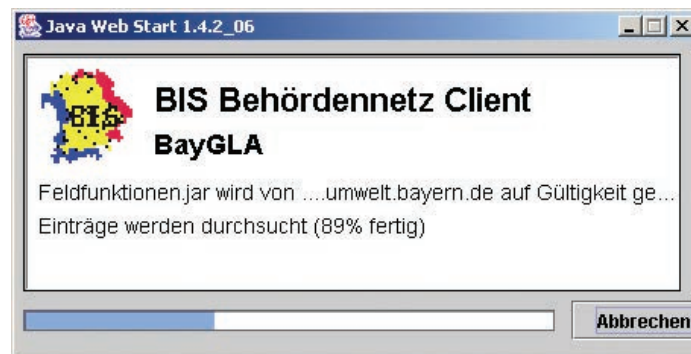 Java Web Start 1.4.2_06
BIS
BIS Behördennetz Client
BayGLA
Feldfunktionen.jar wird von ....umwelt.bayern.de auf Gültigkeit ge...
Einträge werden durchsucht (89% fertig)
Abbrechen